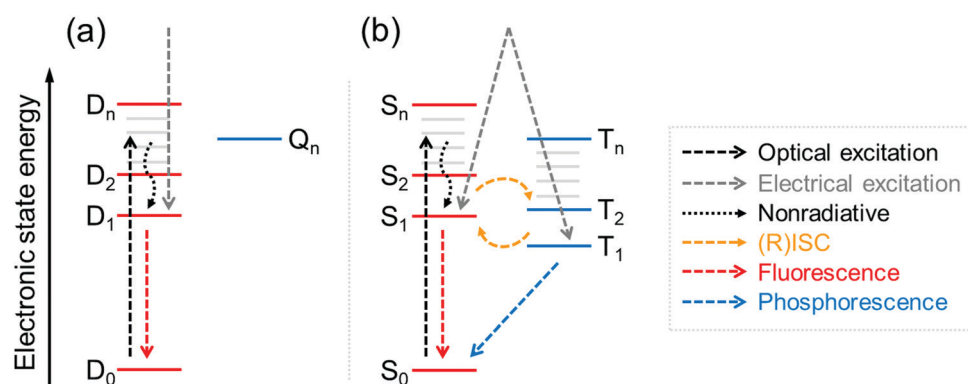 (a)
(b)
Electronic state energy
Dₙ
D₂
D₁
D₀
Qₙ
Sₙ
S₂
S₁
S₀
Tₙ
T₂
T₁
Optical excitation
Electrical excitation
Nonradiative
(R)ISC
Fluorescence
Phosphorescence